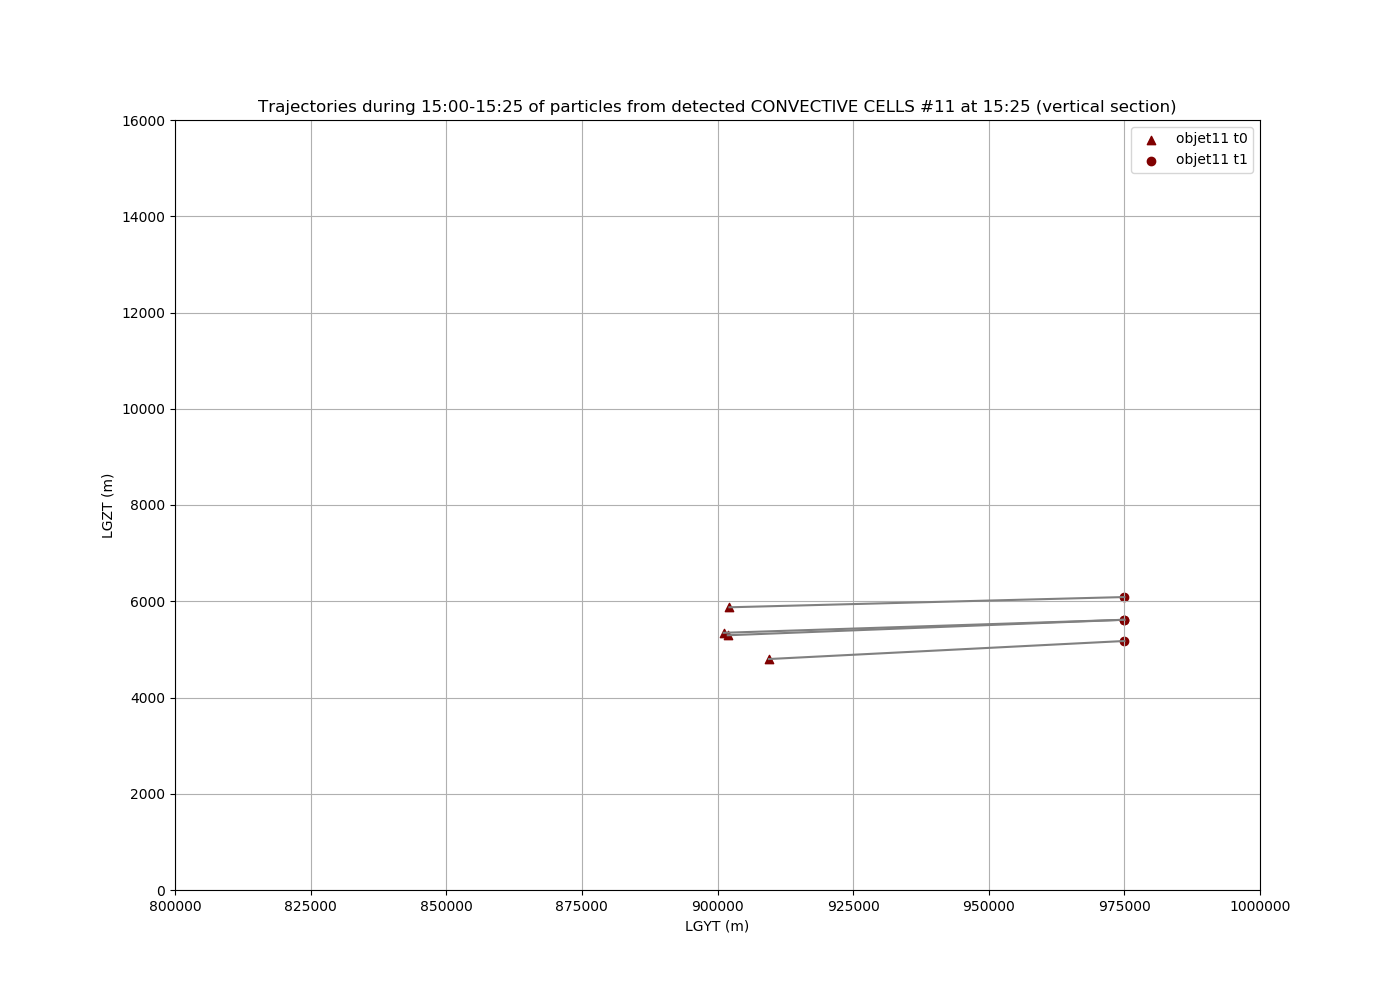 Trajectories during 15:00-15:25 of particles from detected CONVECTIVE CELLS #11 at 15:25 (vertical section)
objet11 t0
objet11 t1
16000
14000
12000
10000
8000
6000
4000
2000
0
LGZT (m)
800000 825000 850000 875000 900000 925000 950000 975000 1000000
LGYT (m)